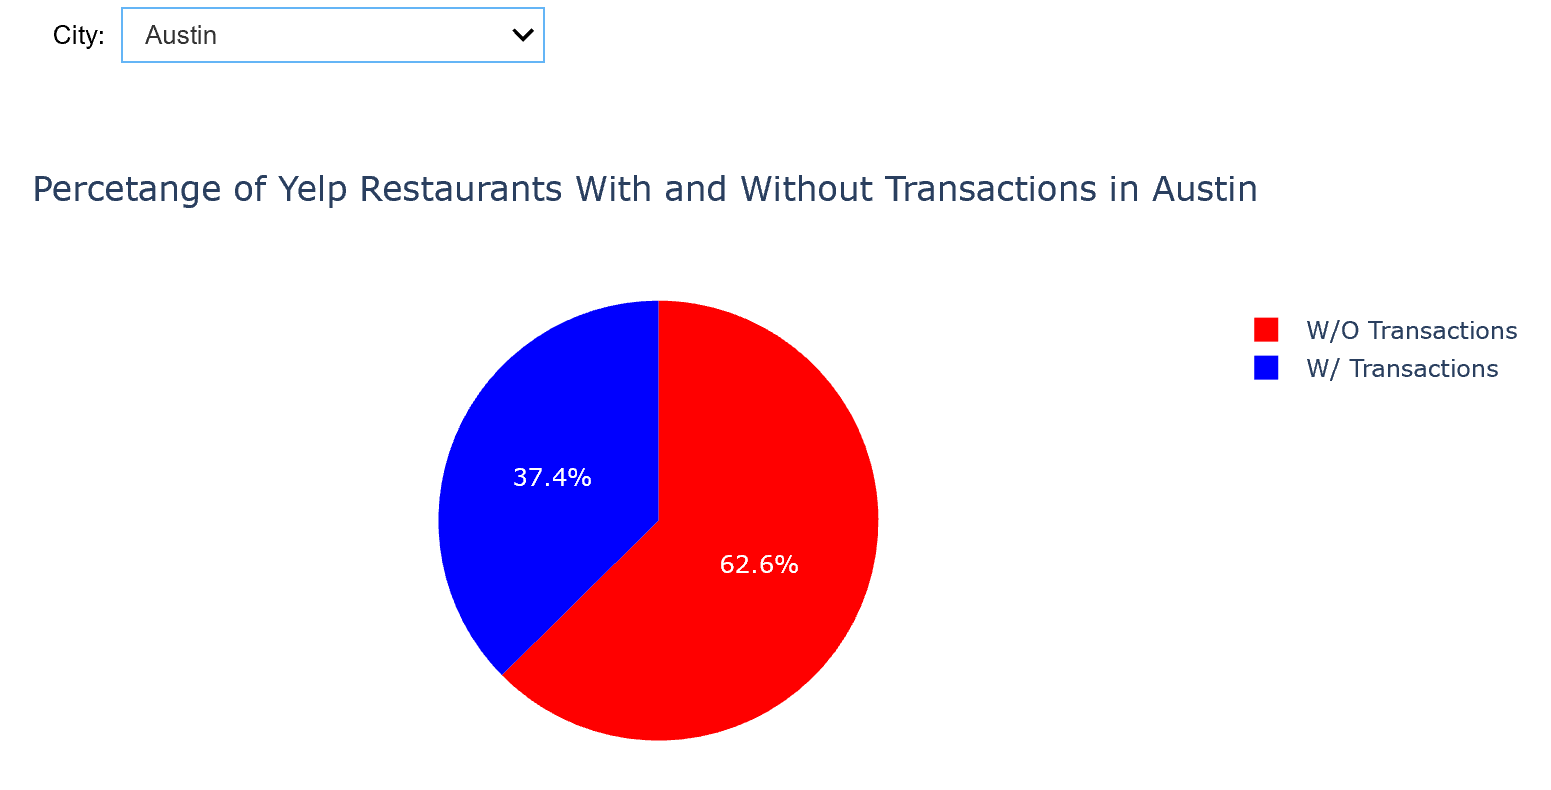 City: Austin
Percetange of Yelp Restaurants With and Without Transactions in Austin
W/O Transactions
W/ Transactions
37.4%
62.6%